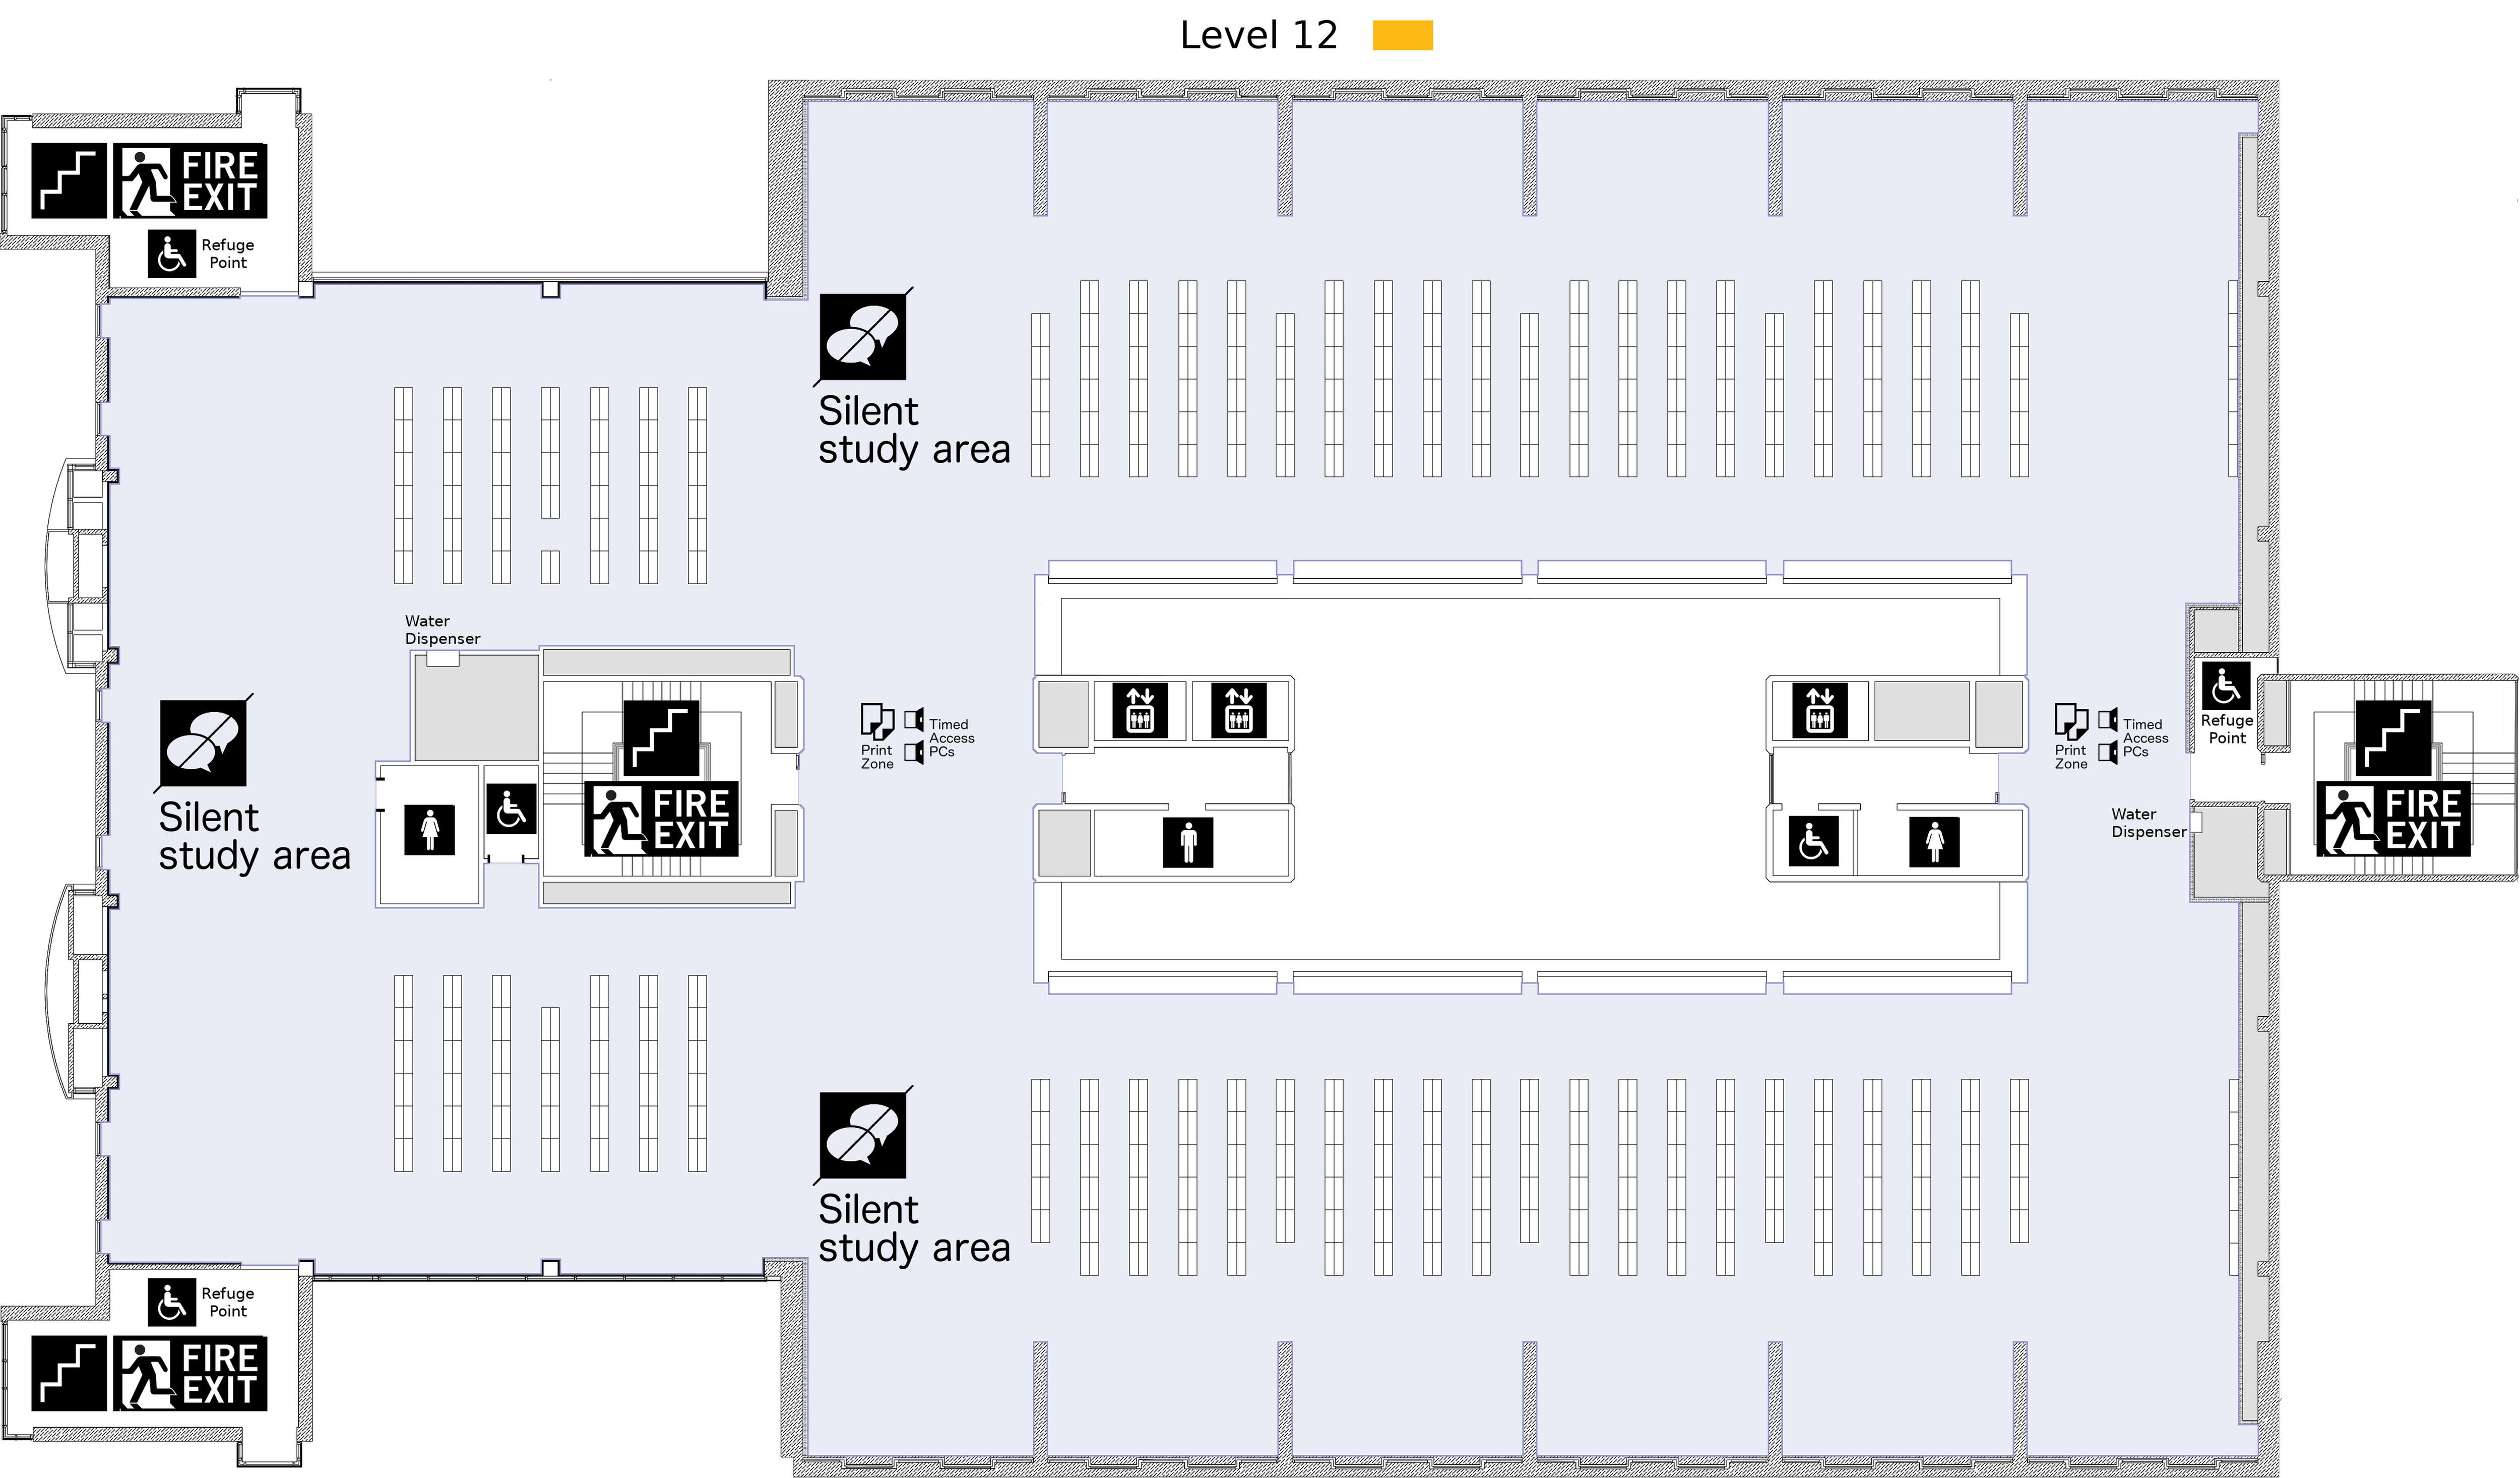 Level 12
FIRE
EXIT
Refuge
Point
Silent
study area
Water
Dispenser
Silent
study area
Print
Zone
Timed
Access
PCs
FIRE
EXIT
Print
Zone
Timed
Access
PCs
Refuge
Point
Water
Dispenser
FIRE
EXIT
Silent
study area
Refuge
Point
FIRE
EXIT